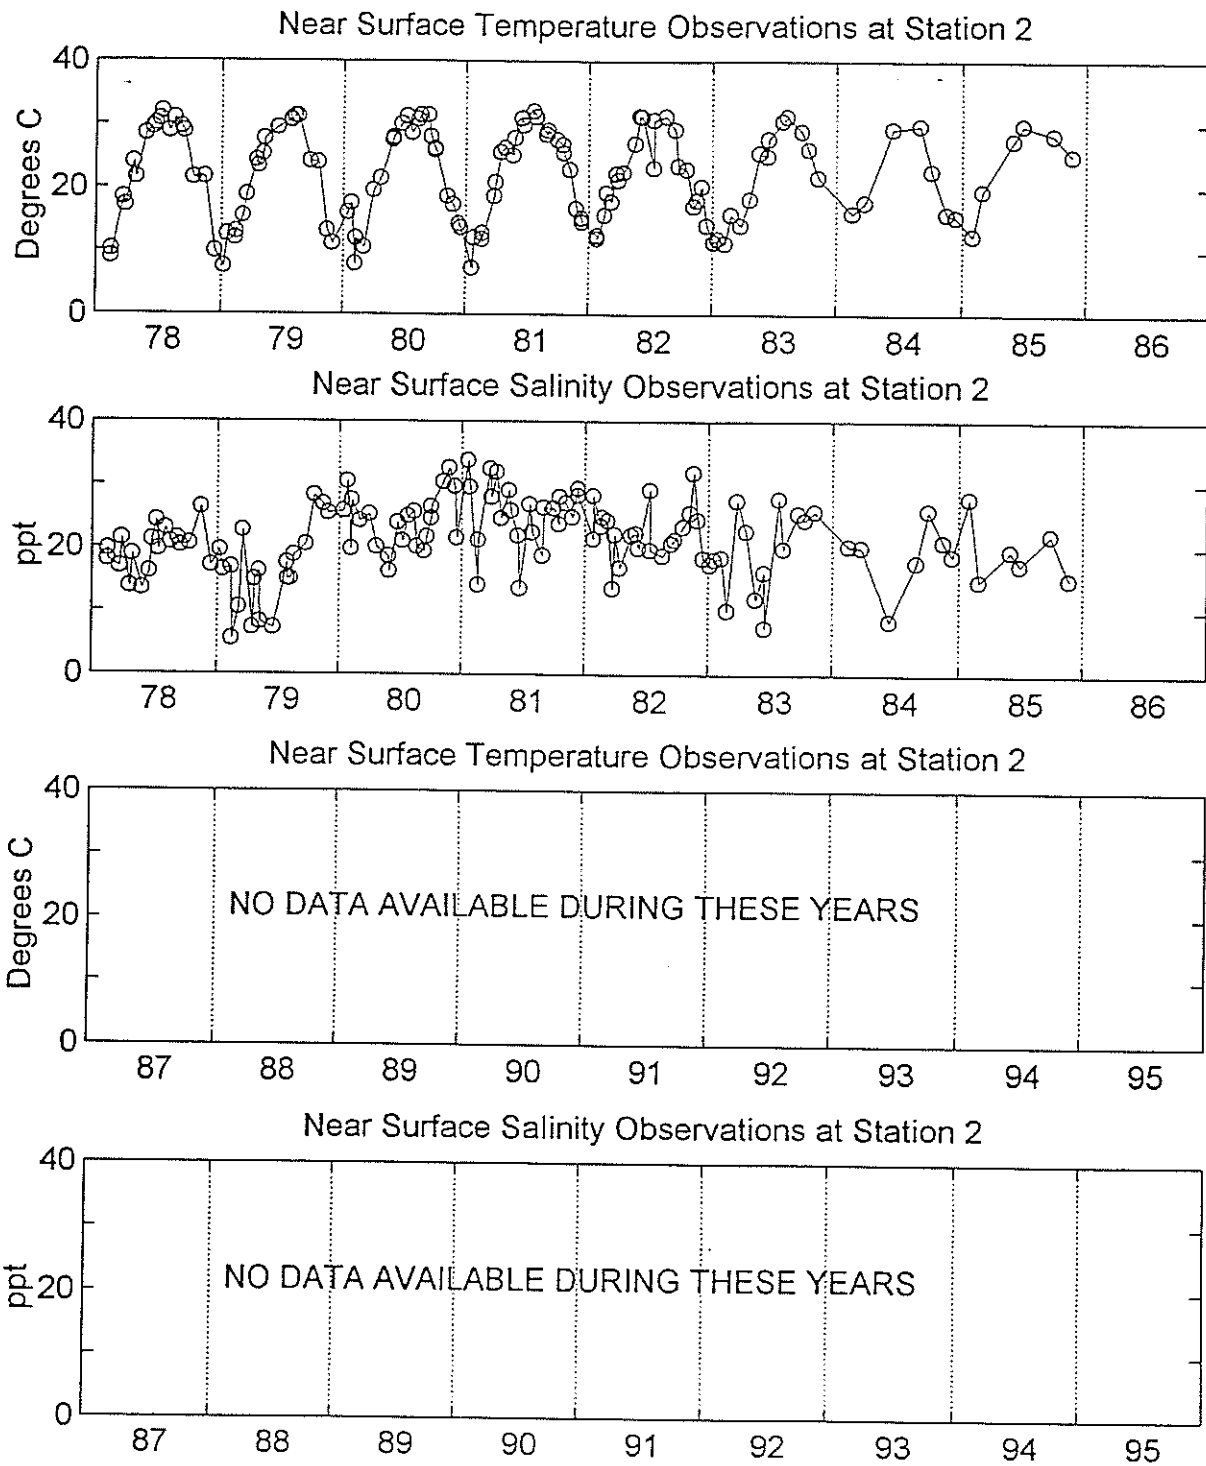 Near Surface Temperature Observations at Station 2
40
20
0
Degrees C
78 79 80 81 82 83 84 85 86
Near Surface Salinity Observations at Station 2
40
20
0
ppt
78 79 80 81 82 83 84 85 86
Near Surface Temperature Observations at Station 2
40
20
0
Degrees C
NO DATA AVAILABLE DURING THESE YEARS
87 88 89 90 91 92 93 94 95
Near Surface Salinity Observations at Station 2
40
20
0
ppt
NO DATA AVAILABLE DURING THESE YEARS
87 88 89 90 91 92 93 94 95